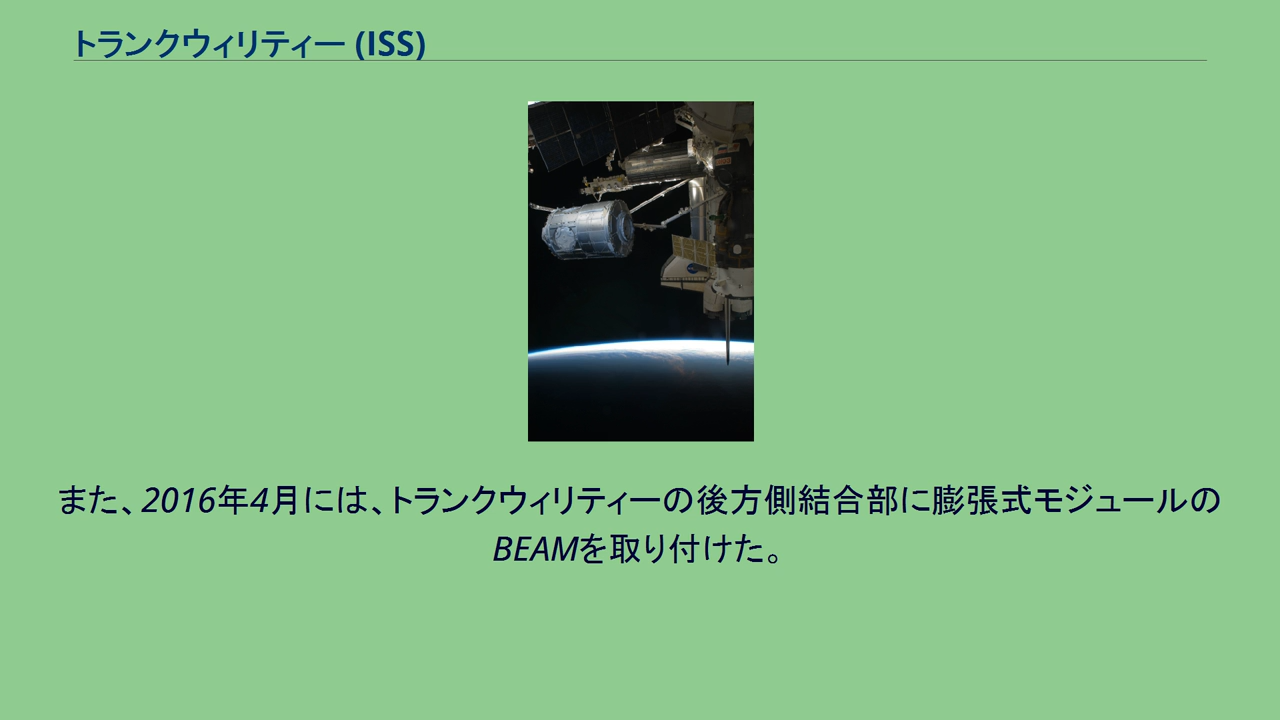 トランクウィリティー (ISS)
また、2016年4月には、トランクウィリティーの後方側結合部に膨張式モジュールの
BEAMを取り付けた。